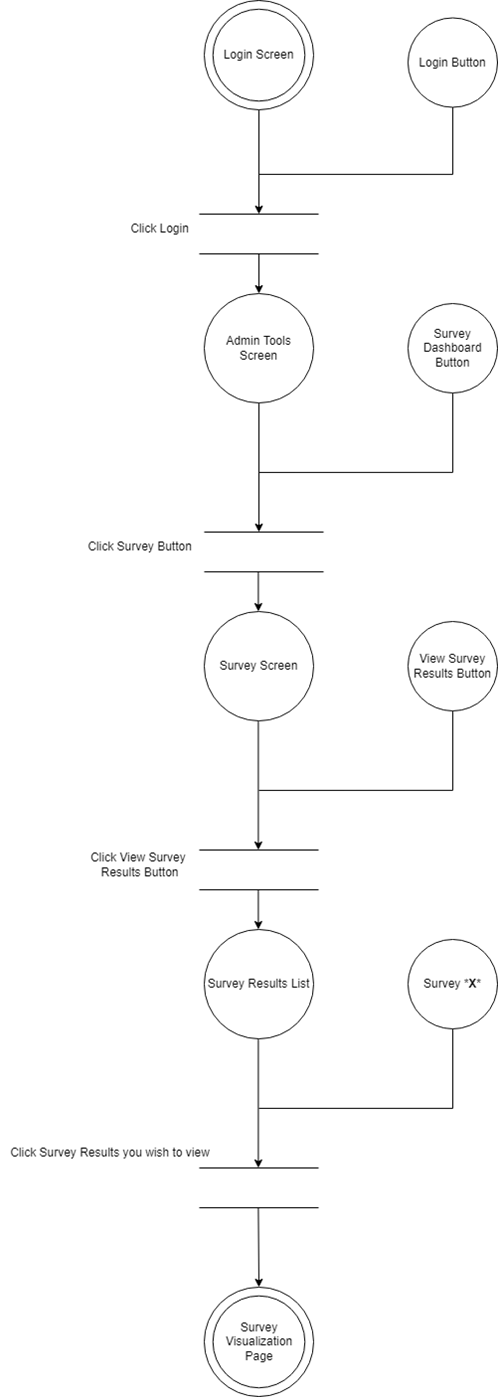 Login Screen
Login Button
Click Login
Admin Tools
Screen
Survey
Dashboard
Button
Click Survey Button
Survey Screen
View Survey
Results Button
Click View Survey
Results Button
Survey Results List
Survey *X*
Click Survey Results you wish to view
Survey
Visualization
Page